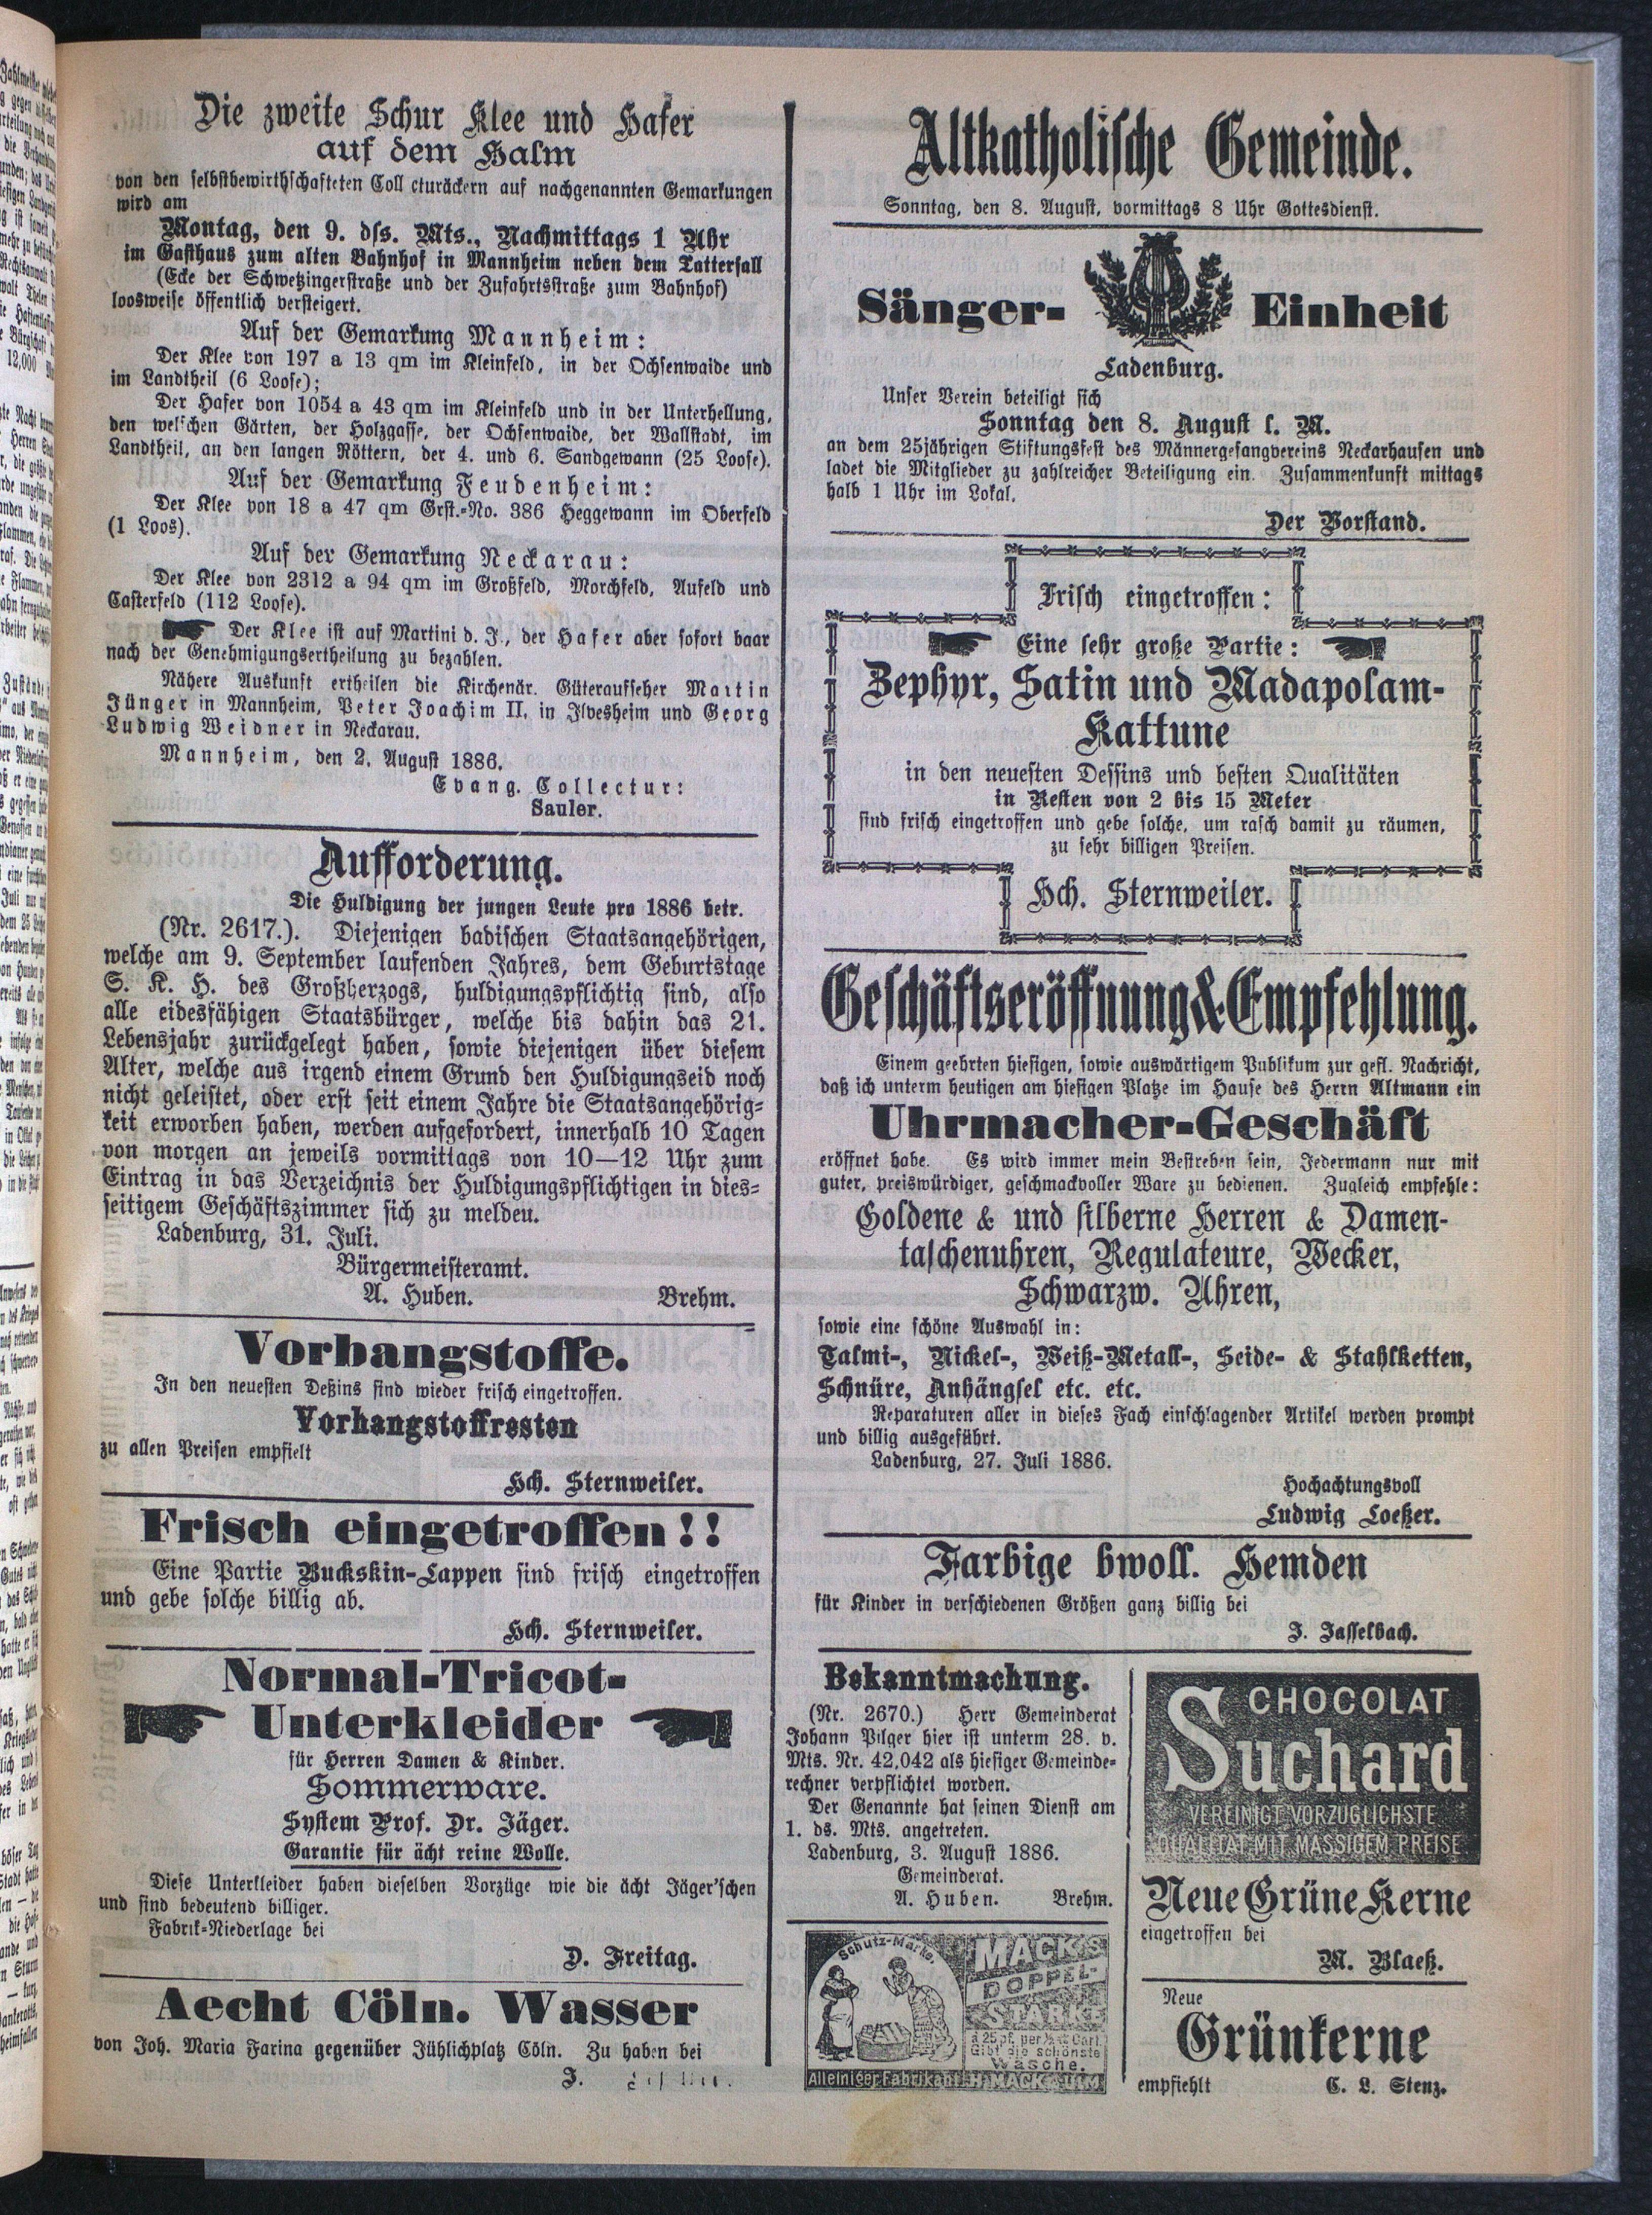 Die zweite Schur Klee und Hafer
auf dem Halm
von den selbstbewirthschafteten Coll cturäckern auf nachgenannten Gemarkungen
wird am
Montag, den 9. dss. Mts., Nachmittags 1 Uhr
im Gasthaus zum alten Bahnhof in Mannheim neben dem Tattersall
(Ecke der Schwetzingerstraße und der Zufahrtsstraße zum Bahnhof)
loosweise öffentlich versteigert.
Auf der Gemarkung Mannheim:
Der Klee von 197 a 13 qm im Kleinfeld, in der Ochsenwaide und
im Landtheil (6 Loose);
Der Hafer von 1054 a 43 qm im Kleinfeld und in der Unterhellung,
den welschen Gärten, der Holzgasse, der Ochsenwaide, der Wallstadt, im
Landtheil, an den langen Röttern, der 4. und 6. Sandgewann (25 Loose).
Auf der Gemarkung Feudenheim:
Der Klee von 18 a 47 qm Grst.-No. 386 Heggewann im Oberfeld
(1 Loos).
Auf der Gemarkung Neckarau:
Der Klee von 2312 a 94 qm im Großfeld, Morchfeld, Aufeld und
Casterfeld (112 Loose).
Der Klee ist auf Martini d. J., der Hafer aber sofort baar
nach der Genehmigungsertheilung zu bezahlen.
Nähere Auskunft ertheilen die Kirchenär. Güteraufseher Martin
Jünger in Mannheim, Peter Joachim II. in Ilvesheim und Georg
Ludwig Weidner in Neckarau.
Mannheim, den 2. August 1886.
Evang. Collectur:
Sauler.
Aufforderung.
Die Huldigung der jungen Leute pro 1886 betr.
(Nr. 2617.). Diejenigen badischen Staatsangehörigen,
welche am 9. September laufenden Jahres, dem Geburtstage
S. K. H. des Großherzogs, huldigungspflichtig sind, also
alle eidesfähigen Staatsbürger, welche bis dahin das 21.
Lebensjahr zurückgelegt haben, sowie diejenigen über diesem
Alter, welche aus irgend einem Grund den Huldigungseid noch
nicht geleistet, oder erst seit einem Jahre die Staatsangehörig-
keit erworben haben, werden aufgefordert, innerhalb 10 Tagen
von morgen an jeweils vormittags von 10—12 Uhr zum
Eintrag in das Verzeichnis der Huldigungspflichtigen in dies-
seitigem Geschäftszimmer sich zu melden.
Ladenburg, 31. Juli.
Bürgermeisteramt.
A. Huben. Brehm.
Vorhangstoffe.
In den neuesten Deßins sind wieder frisch eingetroffen.
Vorhangstoffresten
zu allen Preisen empfielt
Hch. Sternweiler.
Frisch eingetroffen!!
Eine Partie Buckskin-Lappen sind frisch eingetroffen
und gebe solche billig ab.
Hch. Sternweiler.
Normal-Tricot-
Unterkleider
für Herren Damen & Kinder.
Sommerware.
System Prof. Dr. Jäger.
Garantie für ächt reine Wolle.
Diese Unterkleider haben dieselben Vorzüge wie die ächt Jäger'schen
und sind bedeutend billiger.
Fabrik-Niederlage bei
D. Freitag.
Aecht Cöln. Wasser
von Joh. Maria Farina gegenüber Jühlichplatz Cöln. Zu haben bei
J.
Altkatholische Gemeinde.
Sonntag, den 8. August, vormittags 8 Uhr Gottesdienst.
Sänger- Einheit
Ladenburg.
Unser Verein beteiligt sich
Sonntag den 8. August l. M.
an dem 25jährigen Stiftungsfest des Männergesangvereins Neckarhausen und
ladet die Mitglieder zu zahlreicher Beteiligung ein. Zusammenkunft mittags
halb 1 Uhr im Lokal.
Der Vorstand.
Frisch eingetroffen:
Eine sehr große Partie:
Zephyr, Satin und Madapolam-
Kattune
in den neuesten Dessins und besten Qualitäten
in Resten von 2 bis 15 Meter
sind frisch eingetroffen und gebe solche, um rasch damit zu räumen,
zu sehr billigen Preisen.
Hch. Sternweiler.
Geschäftseröffnung & Empfehlung.
Einem geehrten hiesigen, sowie auswärtigem Publikum zur gefl. Nachricht,
daß ich unterm heutigen am hiesigen Platze im Hause des Herrn Altmann ein
Uhrmacher-Geschäft
eröffnet habe. Es wird immer mein Bestreben sein, Jedermann nur mit
guter, preiswürdiger, geschmackvoller Ware zu bedienen. Zugleich empfehle:
Goldene & und silberne Herren & Damen-
taschenuhren, Regulateure, Wecker,
Schwarzw. Uhren,
sowie eine schöne Auswahl in:
Talmi-, Nickel-, Weiß-Metall-, Seide- & Stahlketten,
Schnüre, Anhängsel etc. etc.
Reparaturen aller in dieses Fach einschlagender Artikel werden prompt
und billig ausgeführt.
Ladenburg, 27. Juli 1886.
Hochachtungsvoll
Ludwig Loeßer.
Farbige bwoll. Hemden
für Kinder in verschiedenen Größen ganz billig bei
J. Jasselbach.
Bekanntmachung.
(Nr. 2670.) Herr Gemeinderat
Johann Pilger hier ist unterm 28. v.
Mts. Nr. 42,042 als hiesiger Gemeinde-
rechner verpflichtet worden.
Der Genannte hat seinen Dienst am
1. ds. Mts. angetreten.
Ladenburg, 3. August 1886.
Gemeinderat.
A. Huben. Brehm.
Schutz-Marke.
MACK'S
DOPPEL-
STÄRKE
à 25 pf. per
Gibt die schönste
Wäsche.
Alleiniger Fabrikant H. MACK ULM
CHOCOLAT
Suchard
VEREINIGT VORZÜGLICHSTE
QUALITÄT MIT MÄSSIGEM PREISE
Neue Grüne Kerne
eingetroffen bei
M. Blaeß.
Neue
Grünkerne
empfiehlt C. L. Stenz.